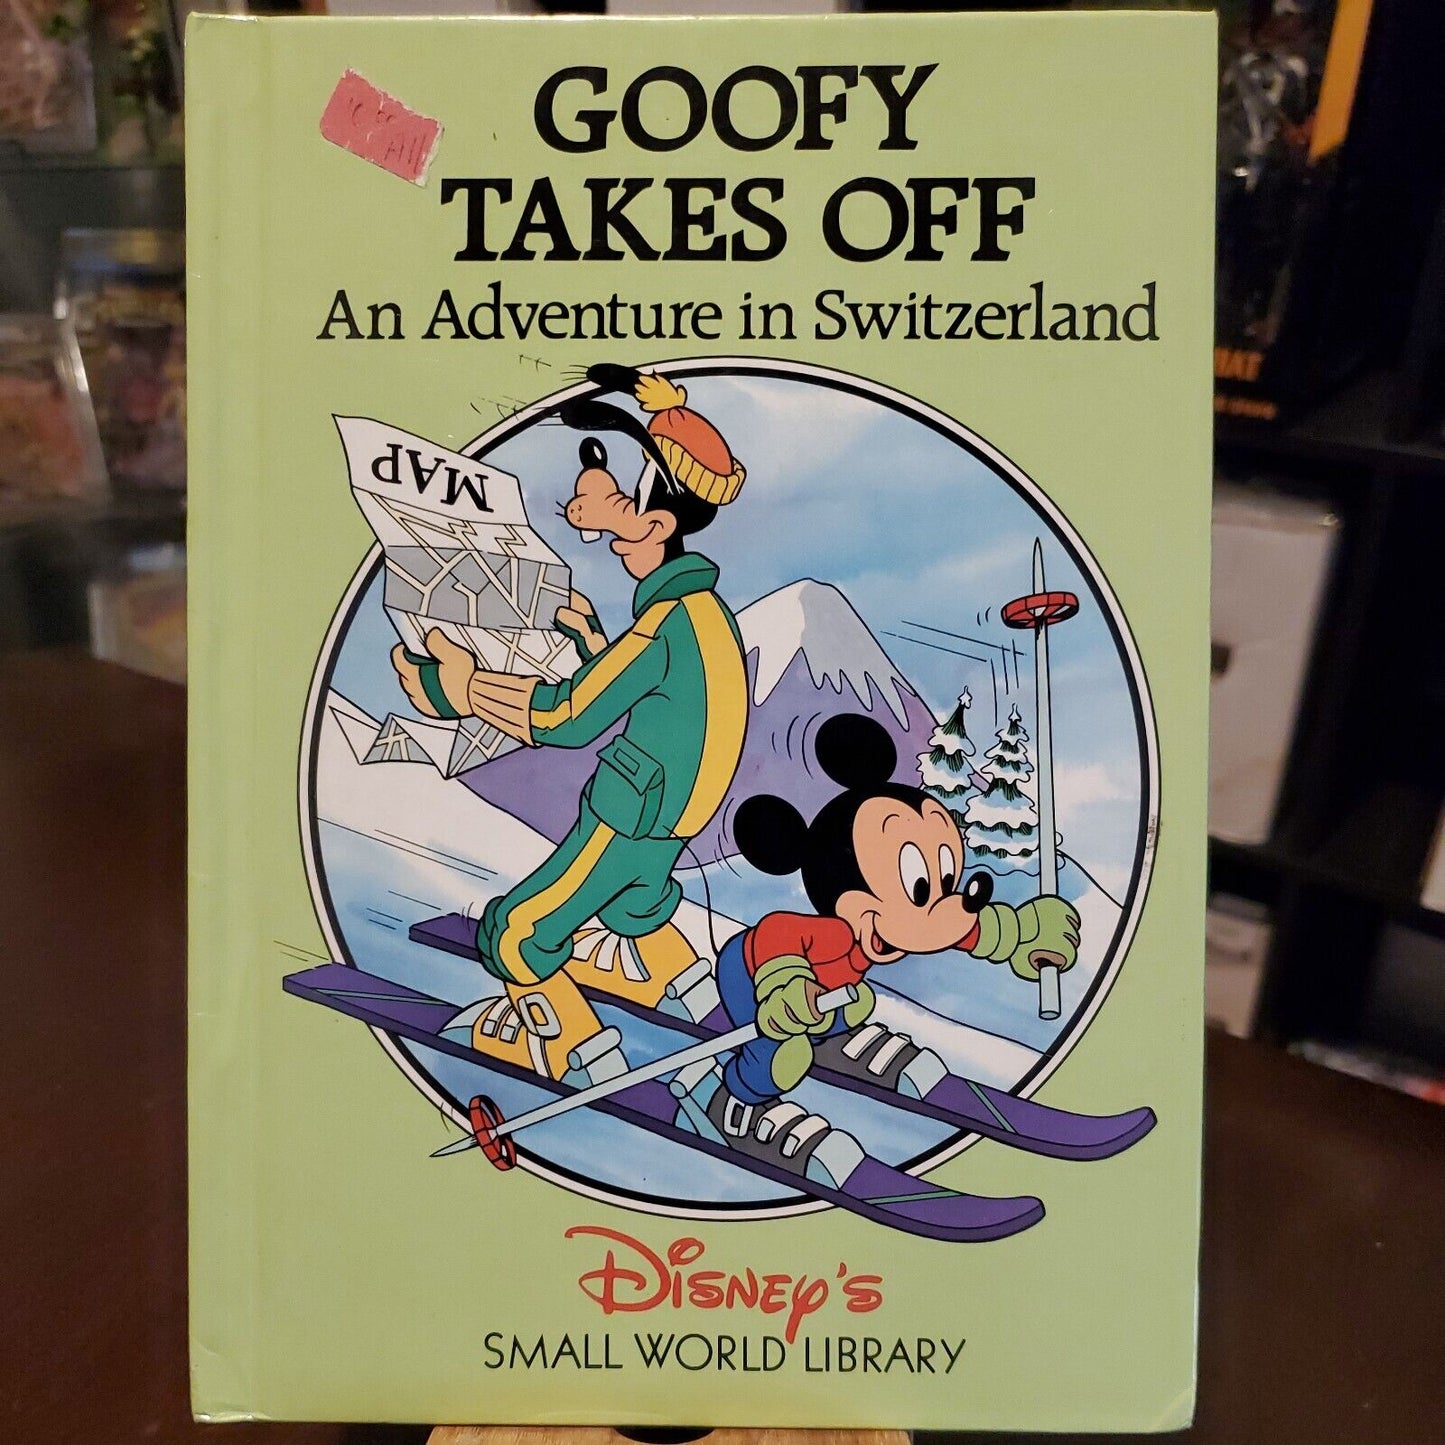 GOOFY
TAKES OFF
An Adventure in Switzerland
MAP
DISNEY'S
SMALL WORLD LIBRARY